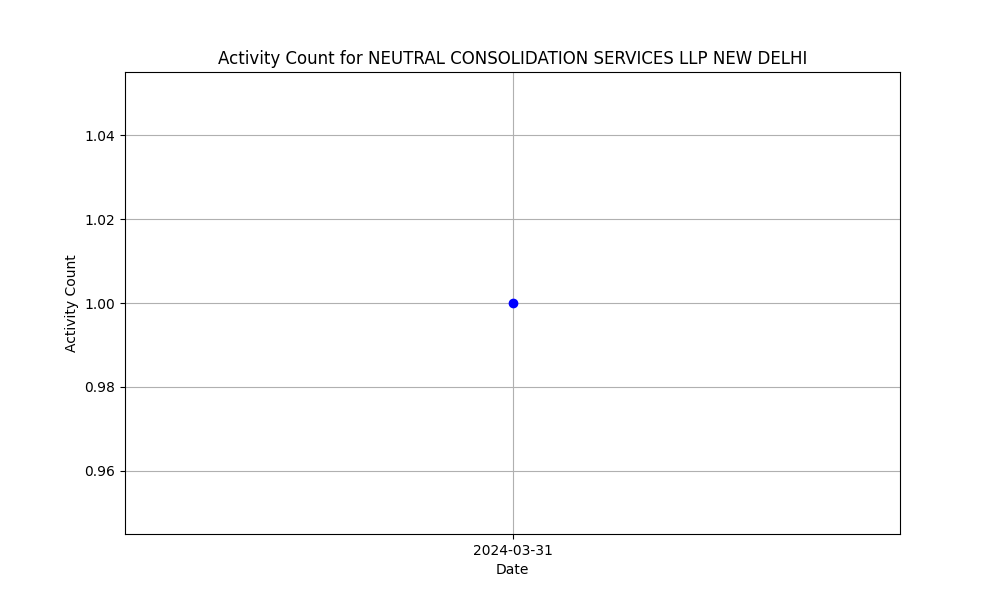 Activity Count for NEUTRAL CONSOLIDATION SERVICES LLP NEW DELHI
1.04
1.02
1.00
0.98
0.96
Activity Count
2024-03-31
Date